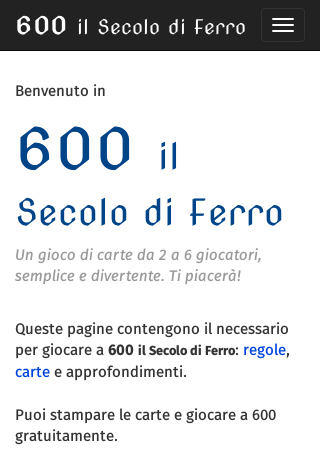 600 il Secolo di Ferro
Benvenuto in
600 il
Secolo di Ferro
Un gioco di carte da 2 a 6 giocatori,
semplice e divertente. Ti piacerà!
Queste pagine contengono il necessario
per giocare a 600 il Secolo di Ferro: regole,
carte e approfondimenti.
Puoi stampare le carte e giocare a 600
gratuitamente.